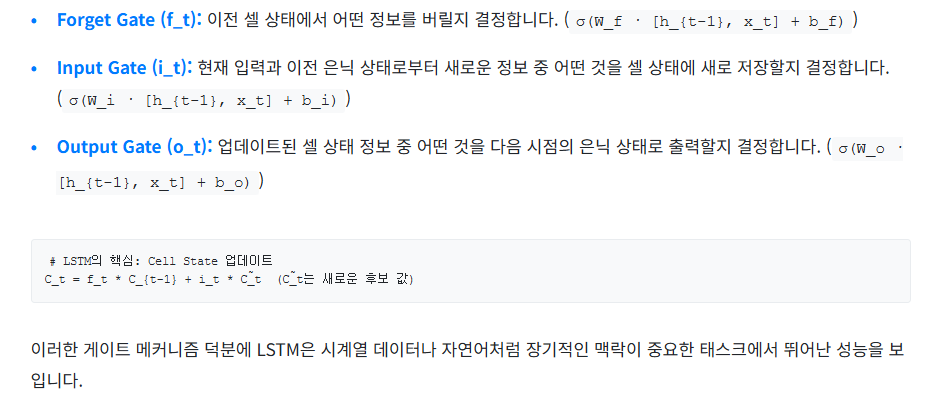 • Forget Gate (f_t): 이전 셀 상태에서 어떤 정보를 버릴지 결정합니다. ( σ(W_f · [h_{t-1}, x_t] + b_f) )
• Input Gate (i_t): 현재 입력과 이전 은닉 상태로부터 새로운 정보 중 어떤 것을 셀 상태에 새로 저장할지 결정합니다.
( σ(W_i · [h_{t-1}, x_t] + b_i) )
• Output Gate (o_t): 업데이트된 셀 상태 정보 중 어떤 것을 다음 시점의 은닉 상태로 출력할지 결정합니다. ( σ(W_o ·
[h_{t-1}, x_t] + b_o) )
# LSTM의 핵심: Cell State 업데이트
C_t = f_t * C_{t-1} + i_t * C̃_t (C̃_t는 새로운 후보 값)
이러한 게이트 메커니즘 덕분에 LSTM은 시계열 데이터나 자연어처럼 장기적인 맥락이 중요한 태스크에서 뛰어난 성능을 보
입니다.